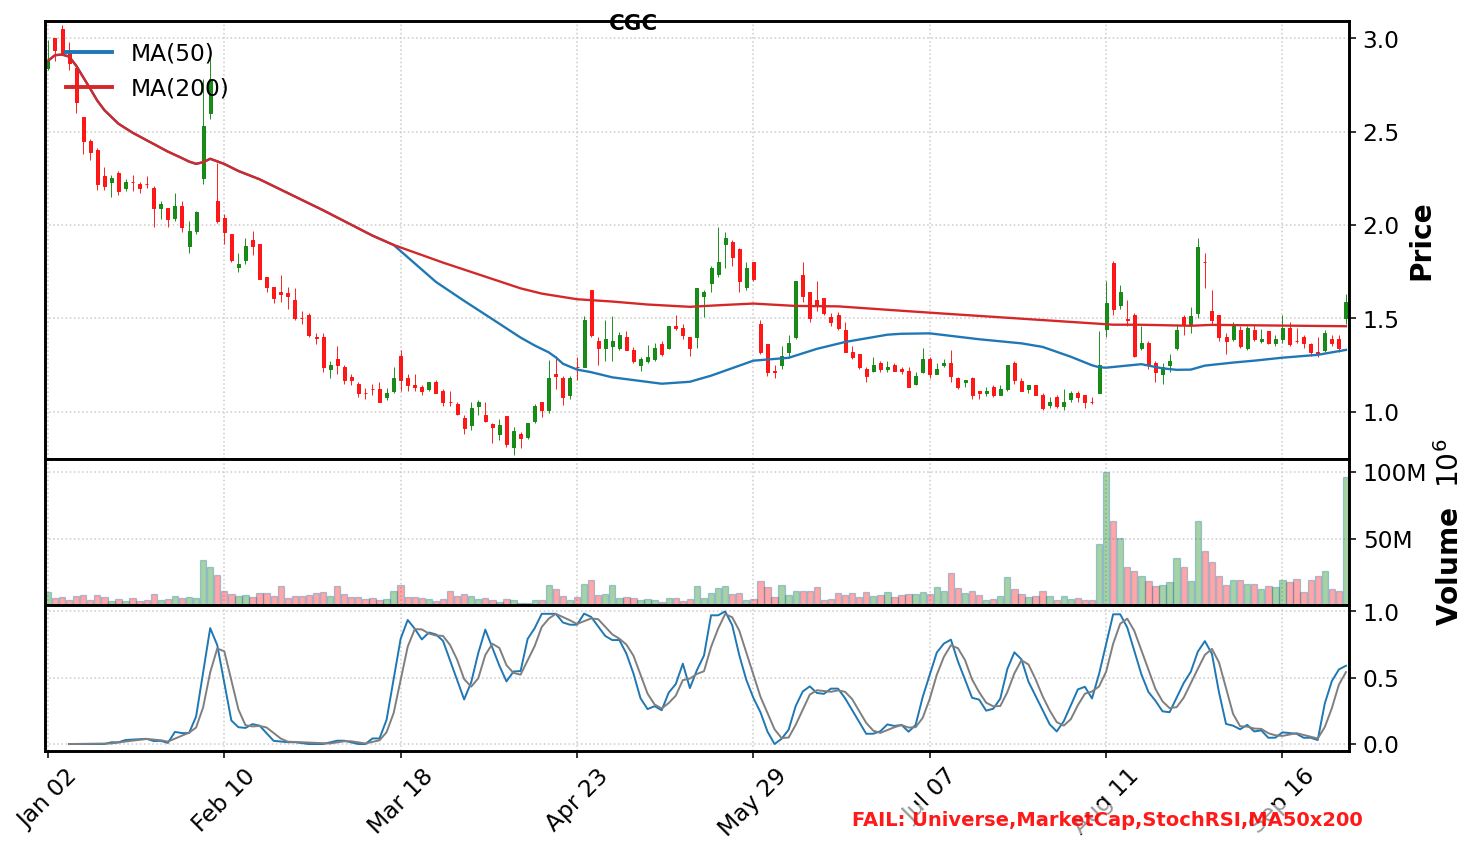 CGC
MA(50)
MA(200)
3.0
2.5
2.0
1.5
1.0
Price
100M
50M
Volume 10^6
1.0
0.5
0.0
Jan 02
Feb 10
Mar 18
Apr 23
May 29
Jul 07
Aug 11
Sep 16
FAIL: Universe,MarketCap,StochRSI,MA50x200